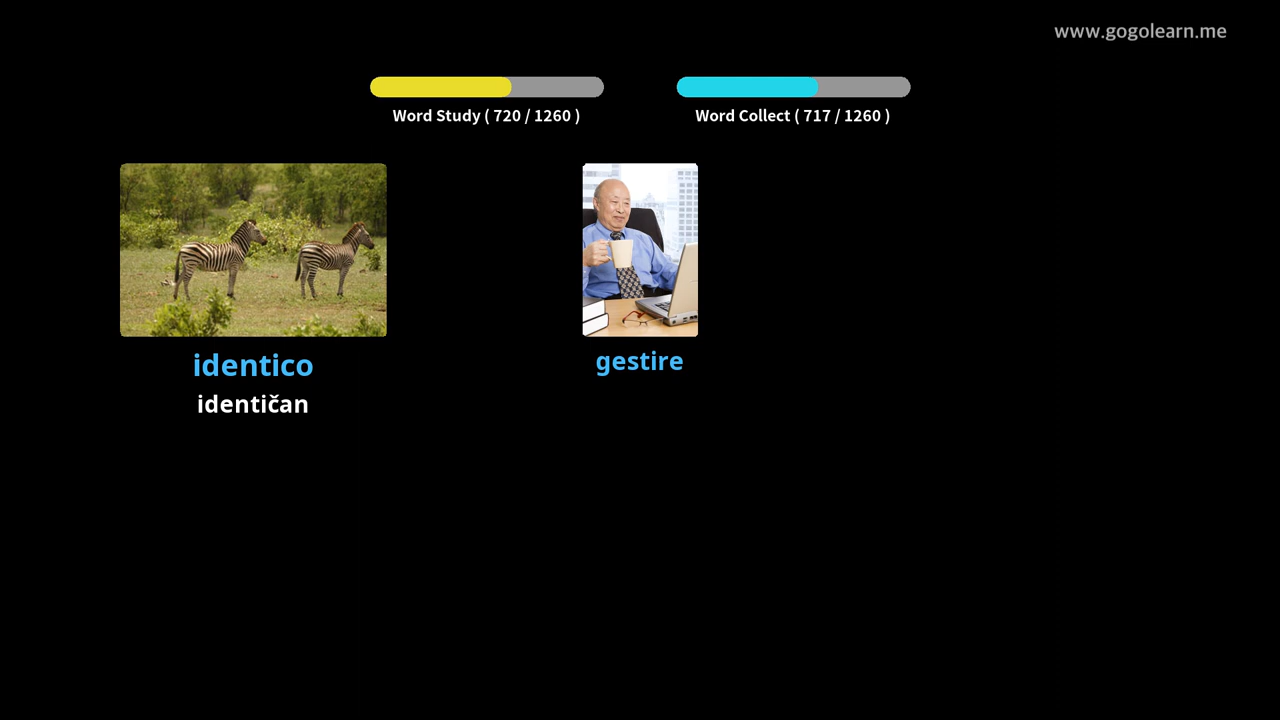 www.gogolearn.me
Word Study ( 720 / 1260 )
Word Collect ( 717 / 1260 )
identico
identičan
gestire